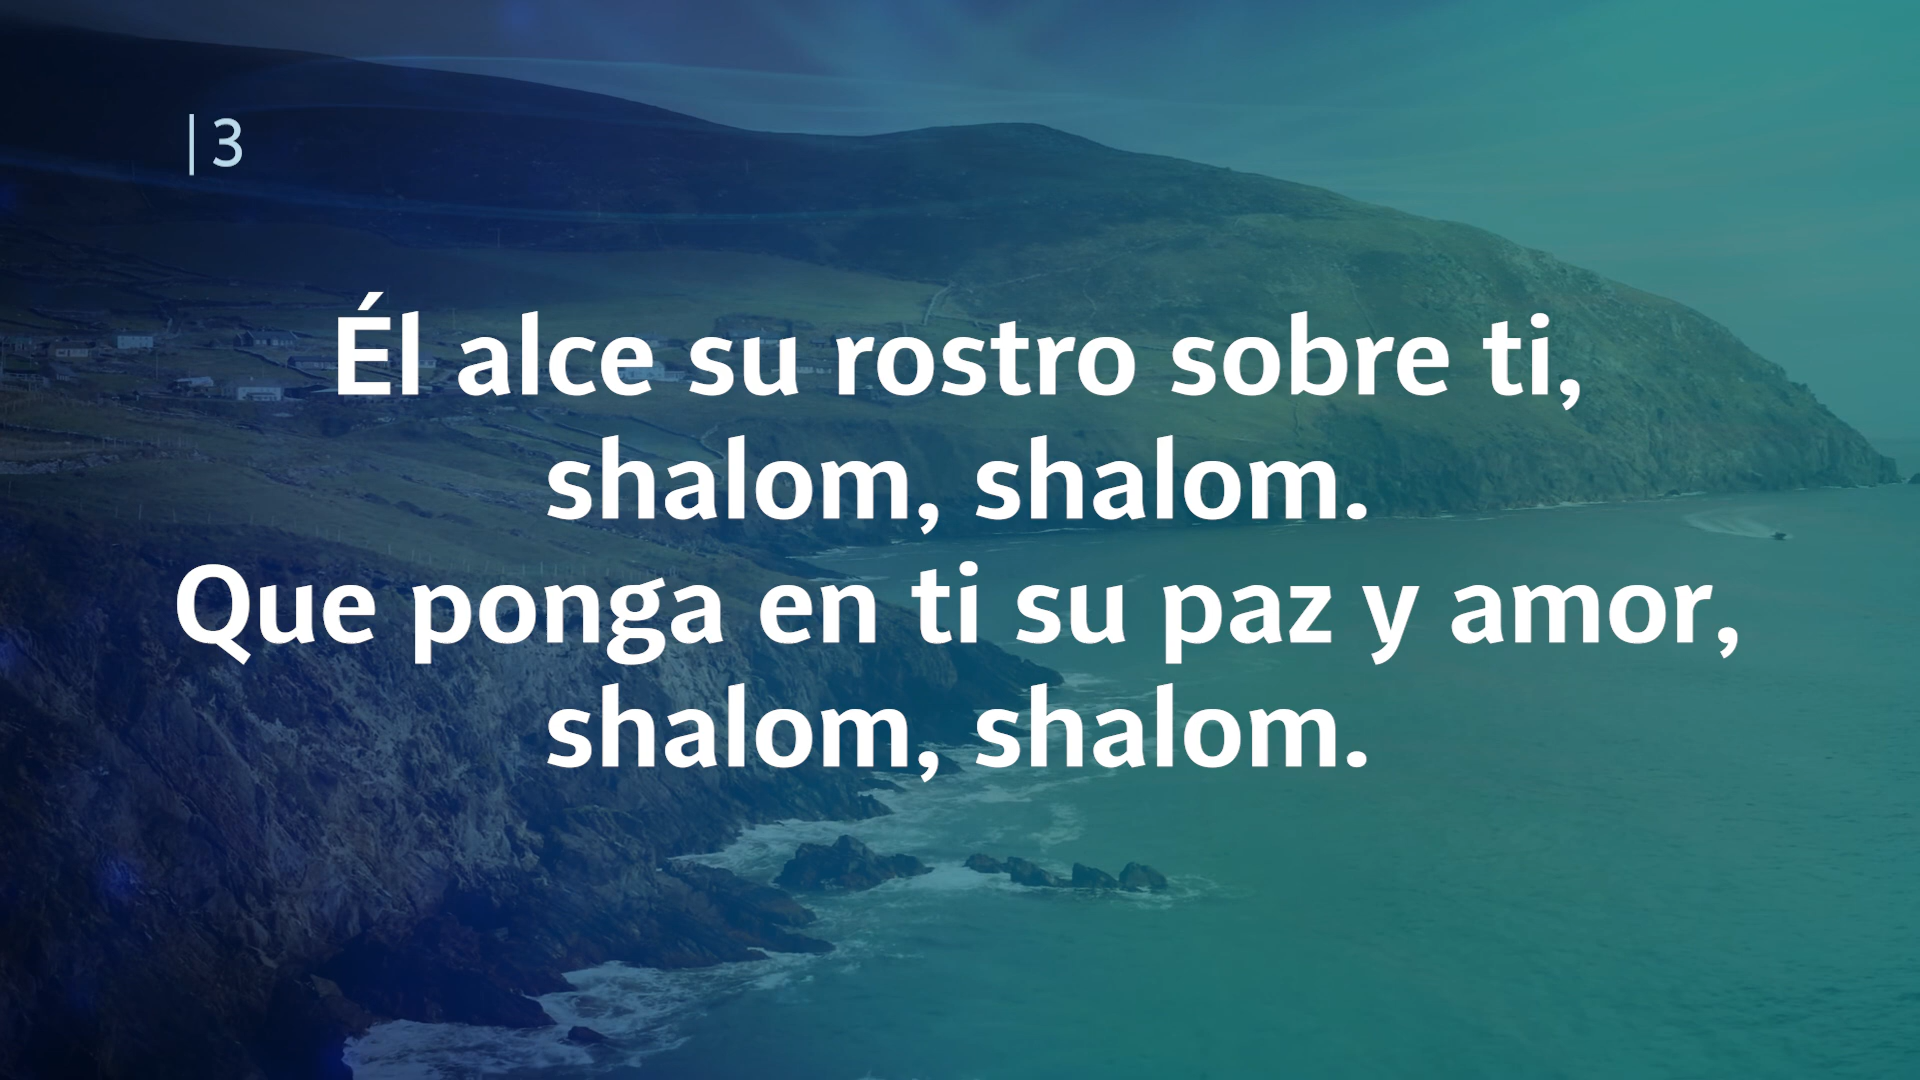 3
Él alce su rostro sobre ti,
shalom, shalom.
Que ponga en ti su paz y amor,
shalom, shalom.